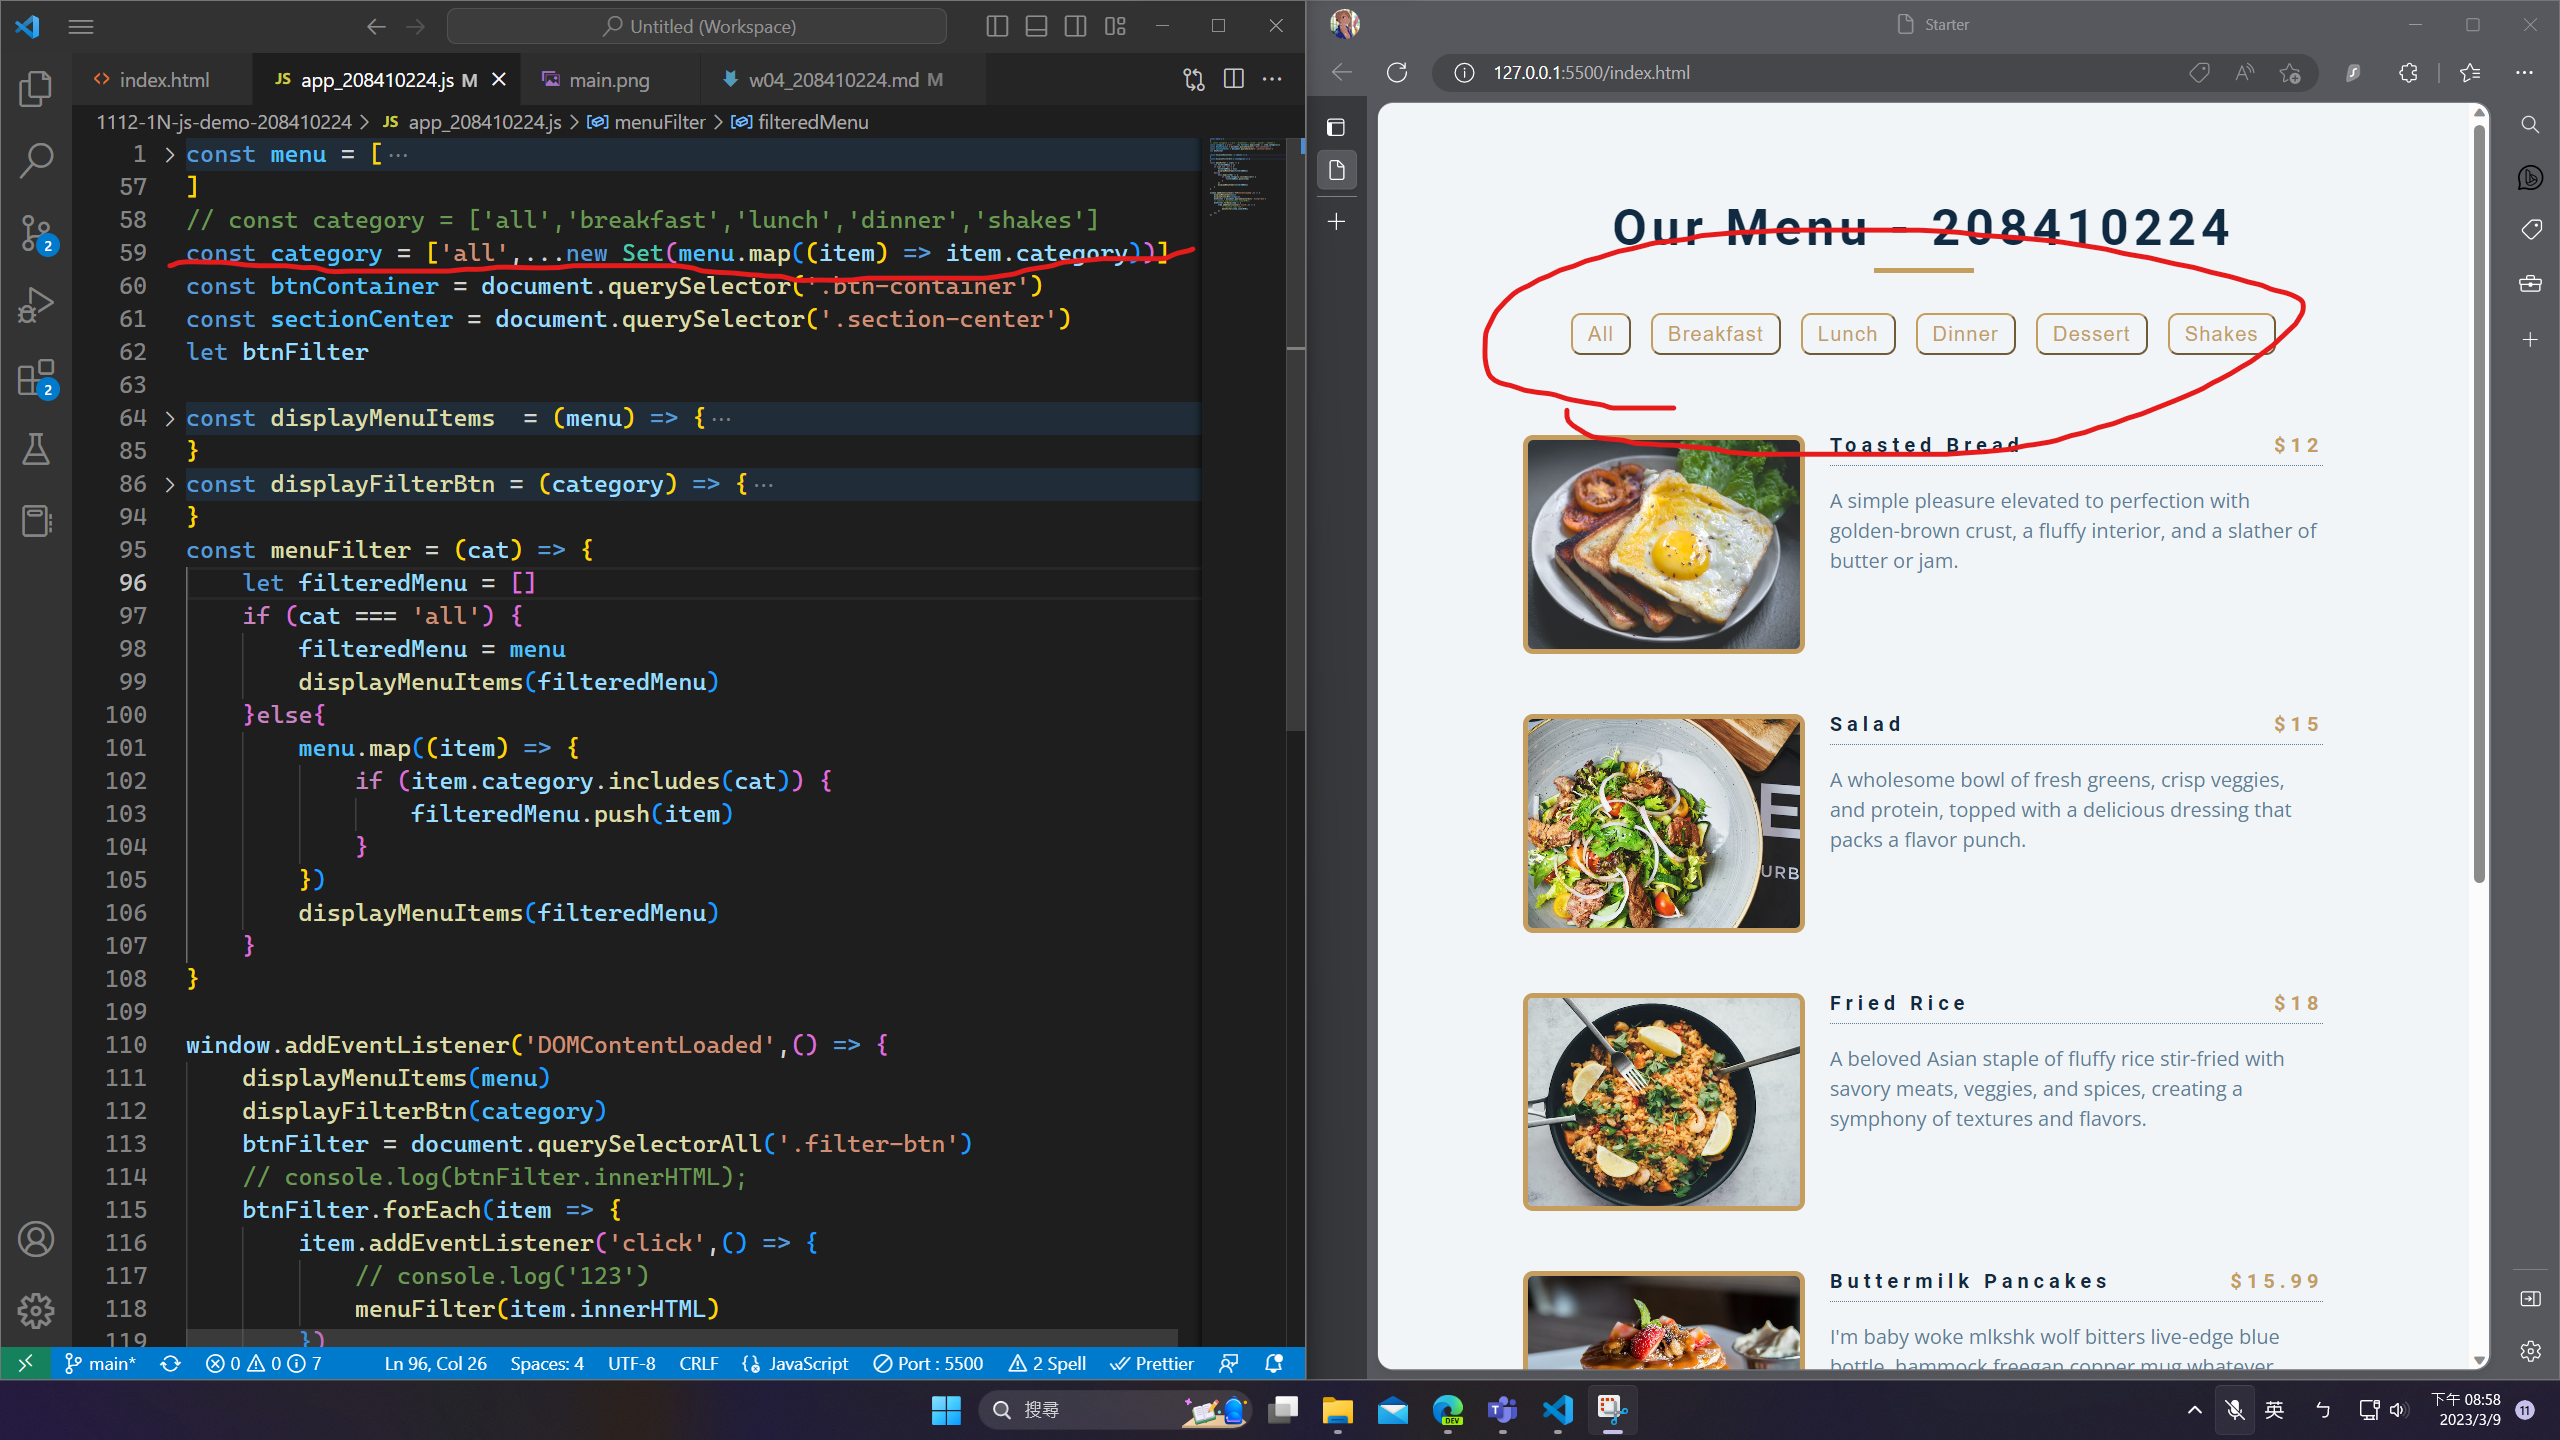 Untitled (Workspace)
index.html
JS app_208410224.js M
main.png
w04_208410224.md M
1112-1N-js-demo-208410224 > JS app_208410224.js > menuFilter > filteredMenu
1 const menu = [ ···
57 ]
58 // const category = ['all','breakfast','lunch','dinner','shakes']
59 const category = ['all',...new Set(menu.map((item) => item.category))]
60 const btnContainer = document.querySelector('.btn-container')
61 const sectionCenter = document.querySelector('.section-center')
62 let btnFilter
63
64 const displayMenuItems  = (menu) => { ···
85 }
86 const displayFilterBtn = (category) => { ···
94 }
95 const menuFilter = (cat) => {
96 let filteredMenu = []
97 if (cat === 'all') {
98 filteredMenu = menu
99 displayMenuItems(filteredMenu)
100 }else{
101 menu.map((item) => {
102 if (item.category.includes(cat)) {
103 filteredMenu.push(item)
104 }
105 })
106 displayMenuItems(filteredMenu)
107 }
108 }
109
110 window.addEventListener('DOMContentLoaded',() => {
111 displayMenuItems(menu)
112 displayFilterBtn(category)
113 btnFilter = document.querySelectorAll('.filter-btn')
114 // console.log(btnFilter.innerHTML);
115 btnFilter.forEach(item => {
116 item.addEventListener('click',() => {
117 // console.log('123')
118 menuFilter(item.innerHTML)
119 })
2
2
main* 0 0 7 Ln 96, Col 26 Spaces: 4 UTF-8 CRLF JavaScript Port : 5500 2 Spell Prettier
Starter
127.0.0.1:5500/index.html
Our Menu - 208410224
All Breakfast Lunch Dinner Dessert Shakes
Toasted Bread $12
A simple pleasure elevated to perfection with
golden-brown crust, a fluffy interior, and a slather of
butter or jam.
Salad $15
A wholesome bowl of fresh greens, crisp veggies,
and protein, topped with a delicious dressing that
packs a flavor punch.
E
URB
Fried Rice $18
A beloved Asian staple of fluffy rice stir-fried with
savory meats, veggies, and spices, creating a
symphony of textures and flavors.
Buttermilk Pancakes $15.99
I'm baby woke mlkshk wolf bitters live-edge blue
bottle, hammock freegan copper mug whatever
搜尋
DEV
英
ㄅ
下午 08:58
2023/3/9
11